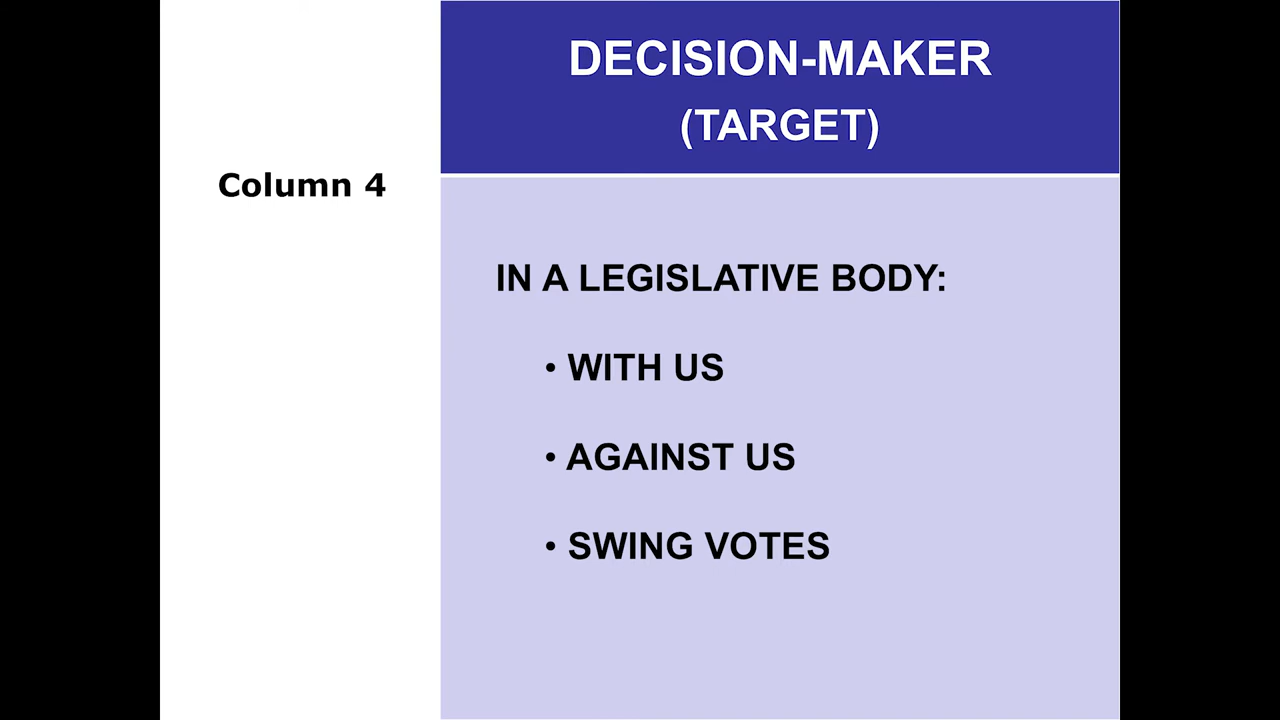 DECISION-MAKER
(TARGET)
Column 4
IN A LEGISLATIVE BODY:
• WITH US
• AGAINST US
• SWING VOTES